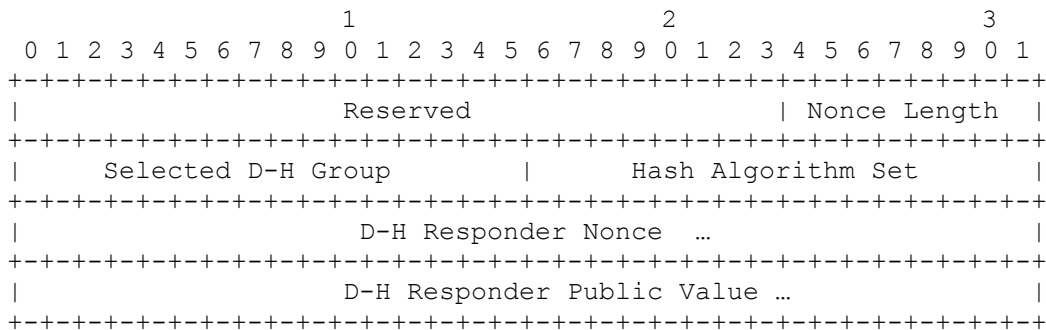 1                   2                   3
 0 1 2 3 4 5 6 7 8 9 0 1 2 3 4 5 6 7 8 9 0 1 2 3 4 5 6 7 8 9 0 1
+-+-+-+-+-+-+-+-+-+-+-+-+-+-+-+-+-+-+-+-+-+-+-+-+-+-+-+-+-+-+-+-+
|                    Reserved                   | Nonce Length  |
+-+-+-+-+-+-+-+-+-+-+-+-+-+-+-+-+-+-+-+-+-+-+-+-+-+-+-+-+-+-+-+-+
|     Selected D-H Group        |      Hash Algorithm Set       |
+-+-+-+-+-+-+-+-+-+-+-+-+-+-+-+-+-+-+-+-+-+-+-+-+-+-+-+-+-+-+-+-+
|                     D-H Responder Nonce  …                    |
+-+-+-+-+-+-+-+-+-+-+-+-+-+-+-+-+-+-+-+-+-+-+-+-+-+-+-+-+-+-+-+-+
|                    D-H Responder Public Value …               |
+-+-+-+-+-+-+-+-+-+-+-+-+-+-+-+-+-+-+-+-+-+-+-+-+-+-+-+-+-+-+-+-+